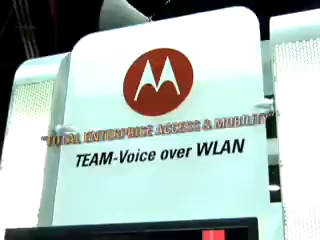 "TOTAL ENTERPRISE ACCESS & MOBILITY"
TEAM-Voice over WLAN